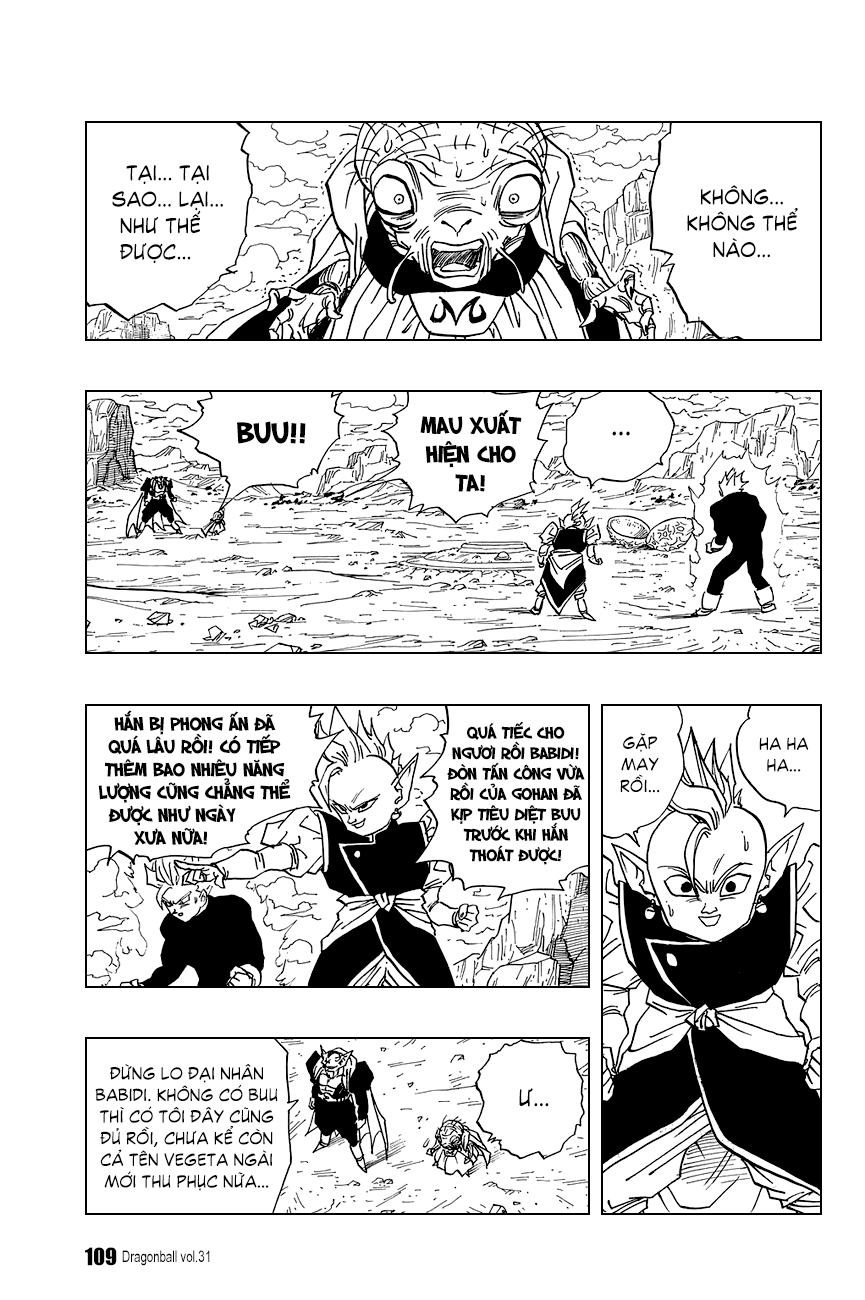 KHÔNG...
KHÔNG THỂ
NÀO...
TẠI... TẠI
SAO... LẠI...
NHƯ THẾ
ĐƯỢC...
...
MAU XUẤT
HIỆN CHO
TA!
BUU!!
HA HA
HA...
GẶP
MAY
RỒI...
QUÁ TIẾC CHO
NGƯƠI RỒI BABIDI!
ĐÒN TẤN CÔNG VỪA
RỒI CỦA GOHAN ĐÃ
KỊP TIÊU DIỆT BUU
TRƯỚC KHI HẮN
THOÁT ĐƯỢC!
HẮN BỊ PHONG ẤN ĐÃ
QUÁ LÂU RỒI! CÓ TIẾP
THÊM BAO NHIÊU NĂNG
LƯỢNG CŨNG CHẲNG THỂ
ĐƯỢC NHƯ NGÀY
XƯA NỮA!
Ư...
ĐỪNG LO ĐẠI NHÂN
BABIDI. KHÔNG CÓ BUU
THÌ CÓ TÔI ĐÂY CŨNG
ĐỦ RỒI, CHƯA KỂ CÒN
CẢ TÊN VEGETA NGÀI
MỚI THU PHỤC NỮA...
109 Dragonball vol.31